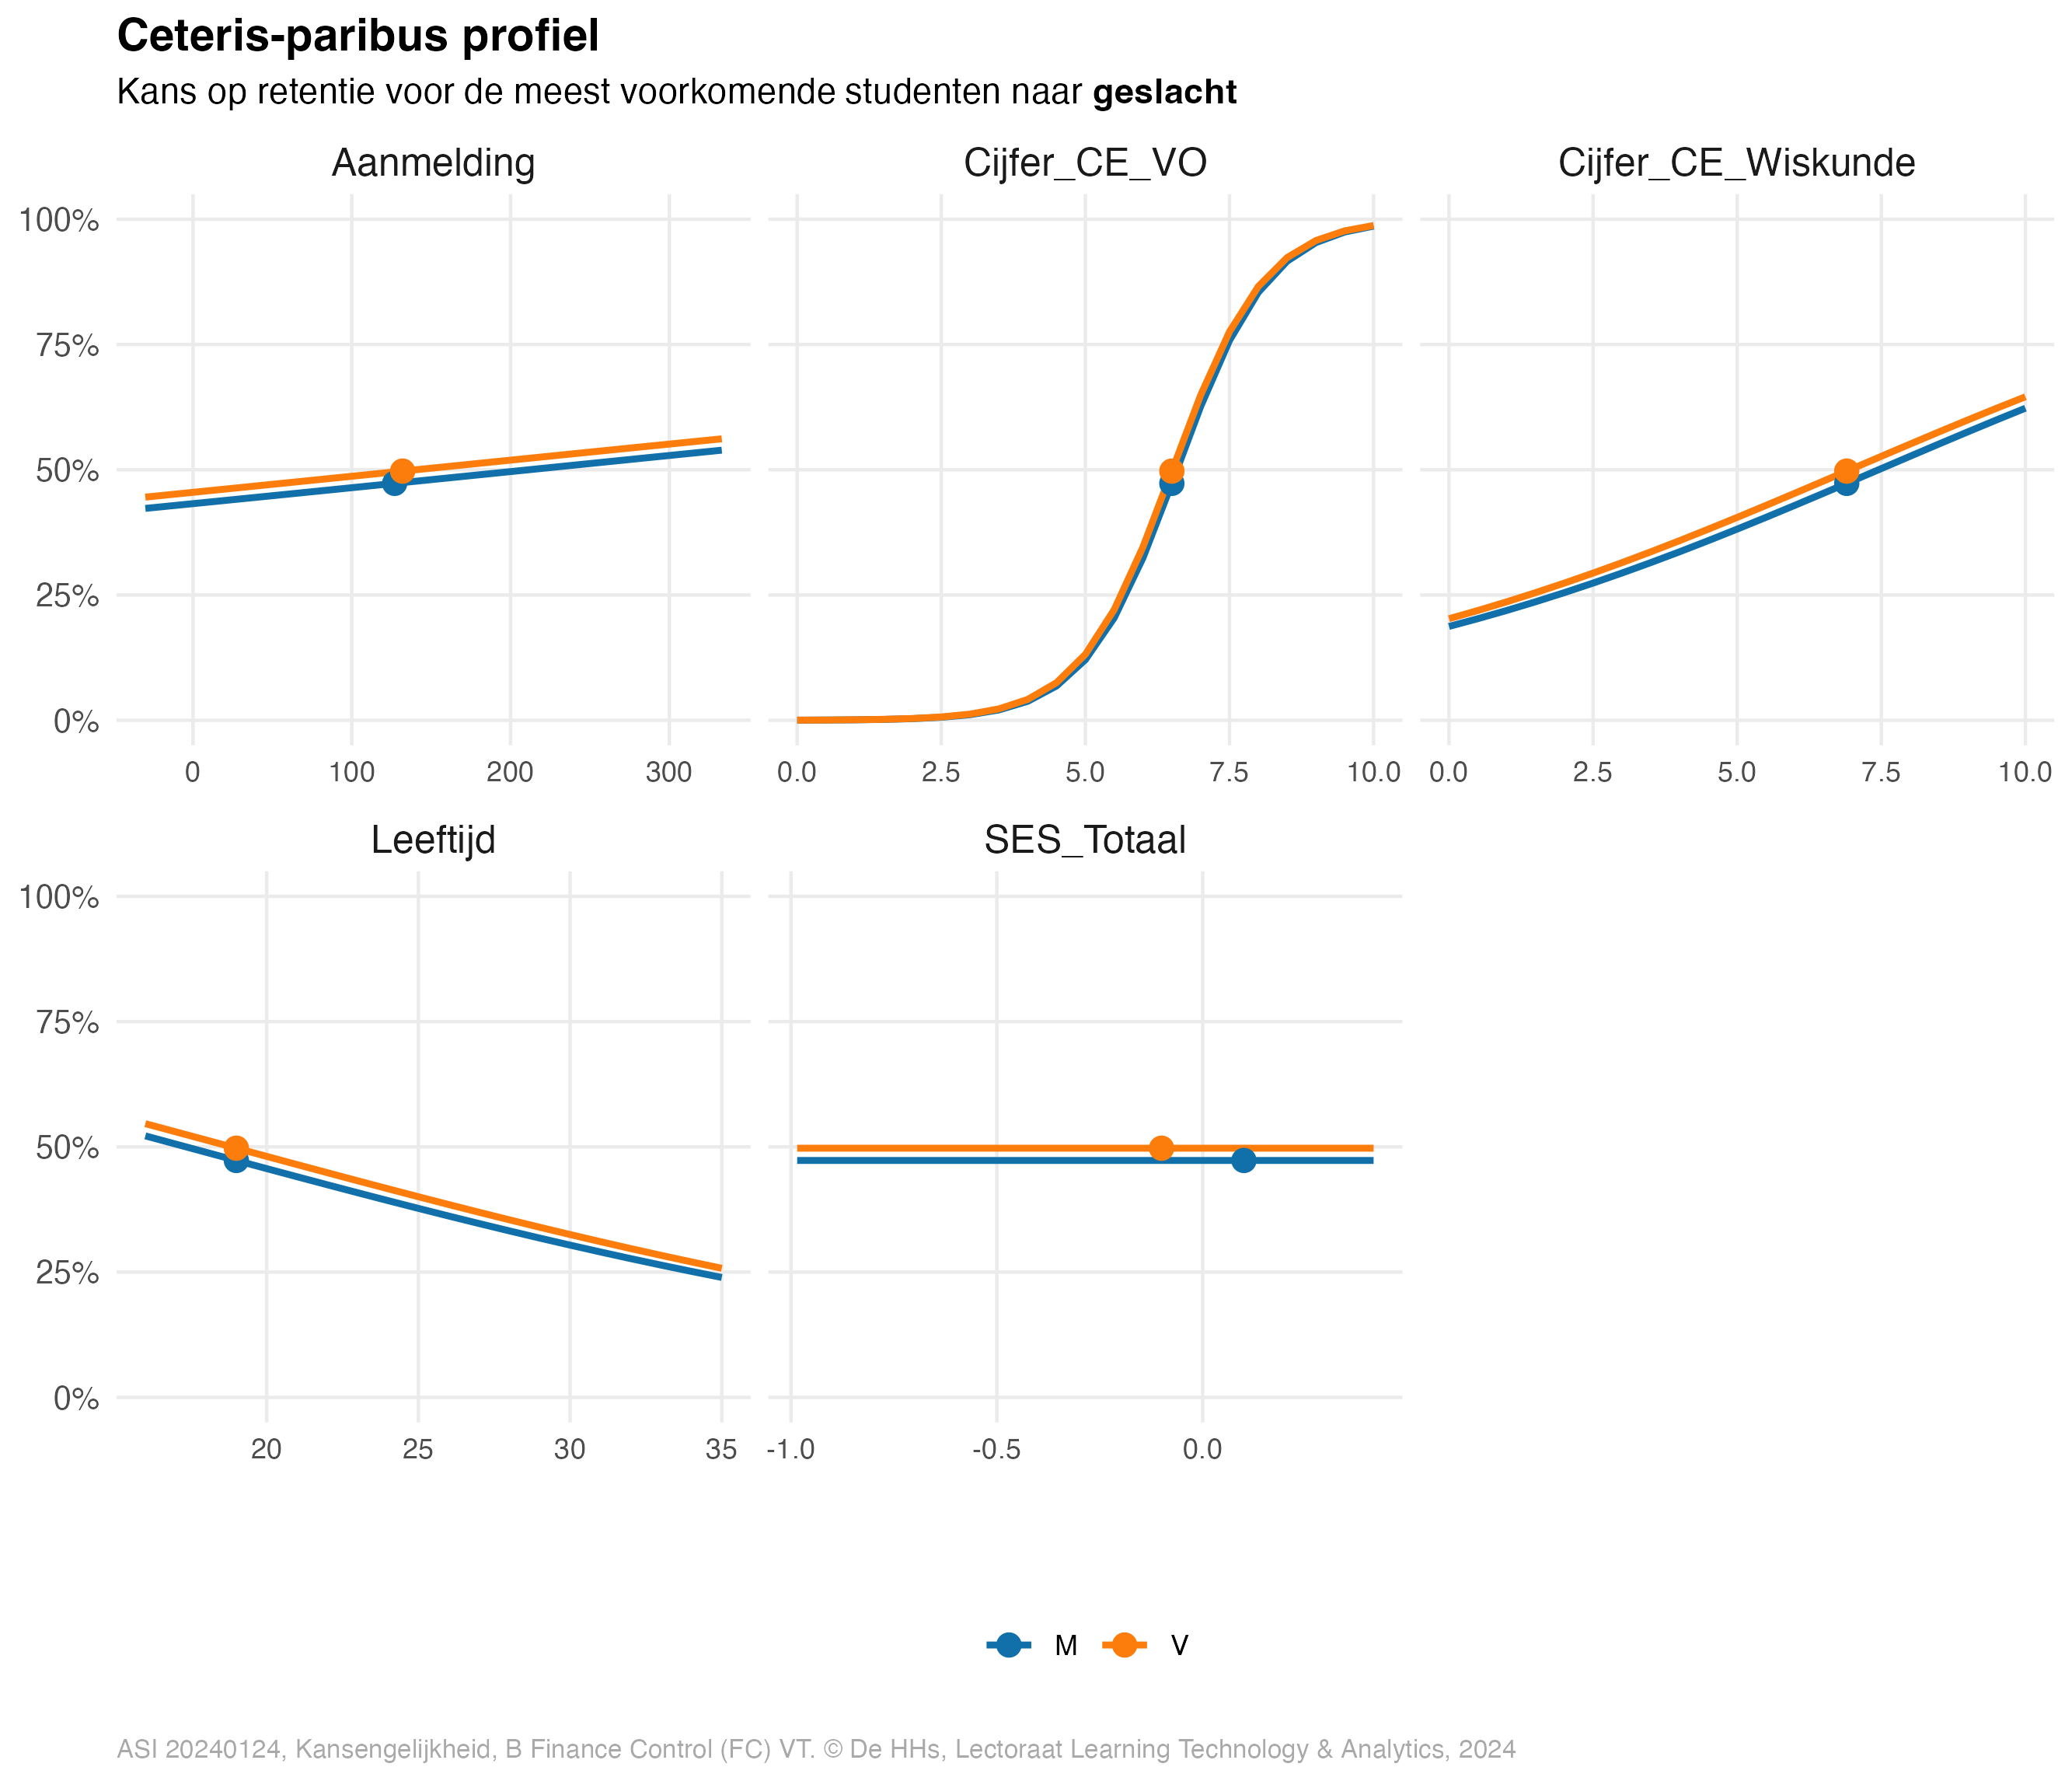 Ceteris-paribus profiel
Kans op retentie voor de meest voorkomende studenten naar geslacht
Aanmelding
Cijfer_CE_VO
Cijfer_CE_Wiskunde
100%
75%
50%
25%
0%
0 100 200 300
0.0 2.5 5.0 7.5 10.0
0.0 2.5 5.0 7.5 10.0
Leeftijd
SES_Totaal
100%
75%
50%
25%
0%
20 25 30 35
-1.0 -0.5 0.0
M V
ASI 20240124, Kansengelijkheid, B Finance Control (FC) VT. © De HHs, Lectoraat Learning Technology & Analytics, 2024